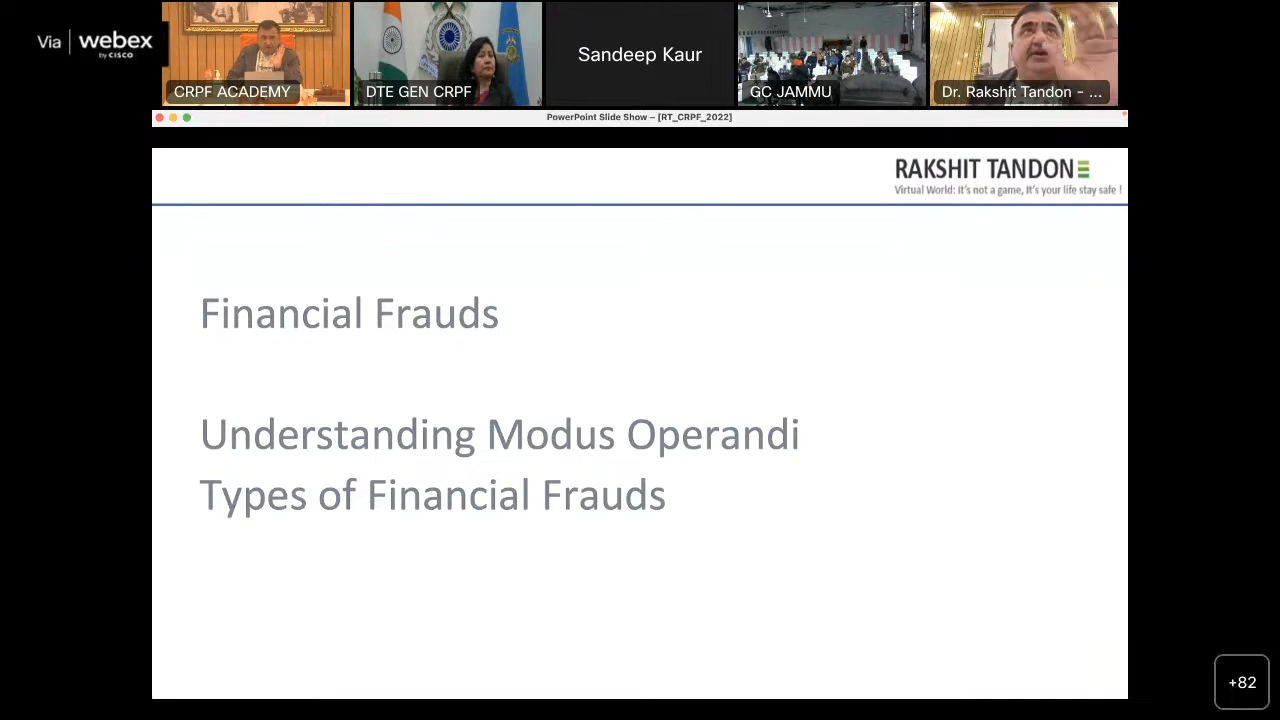 Via webex
by CISCO
CRPF ACADEMY
DTE GEN CRPF
Sandeep Kaur
GC JAMMU
Dr. Rakshit Tandon - ...
PowerPoint Slide Show – [RT_CRPF_2022]
RAKSHIT TANDON
Virtual World: It's not a game, It's your life stay safe !
Financial Frauds
Understanding Modus Operandi
Types of Financial Frauds
+82